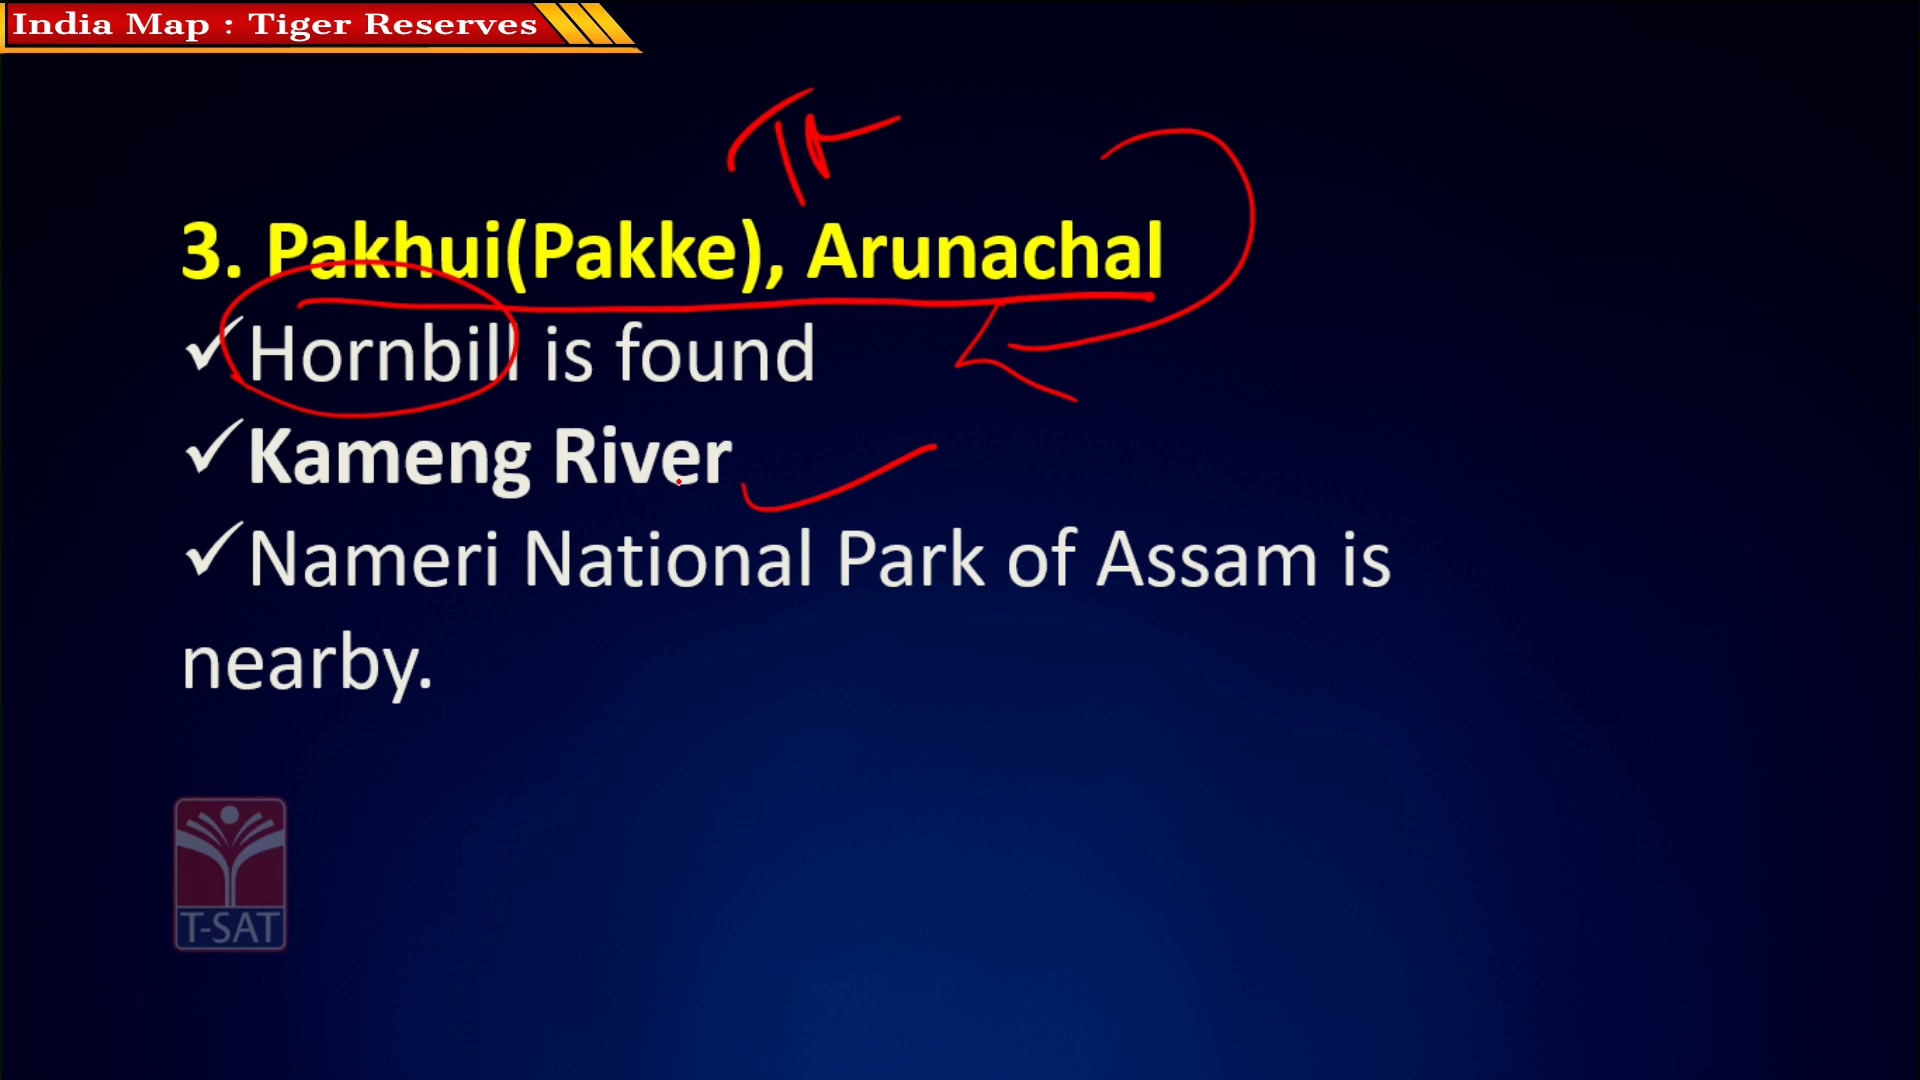 India Map : Tiger Reserves
TR
3. Pakhui(Pakke), Arunachal
✓Hornbill is found
✓Kameng River
✓Nameri National Park of Assam is
nearby.
T-SAT